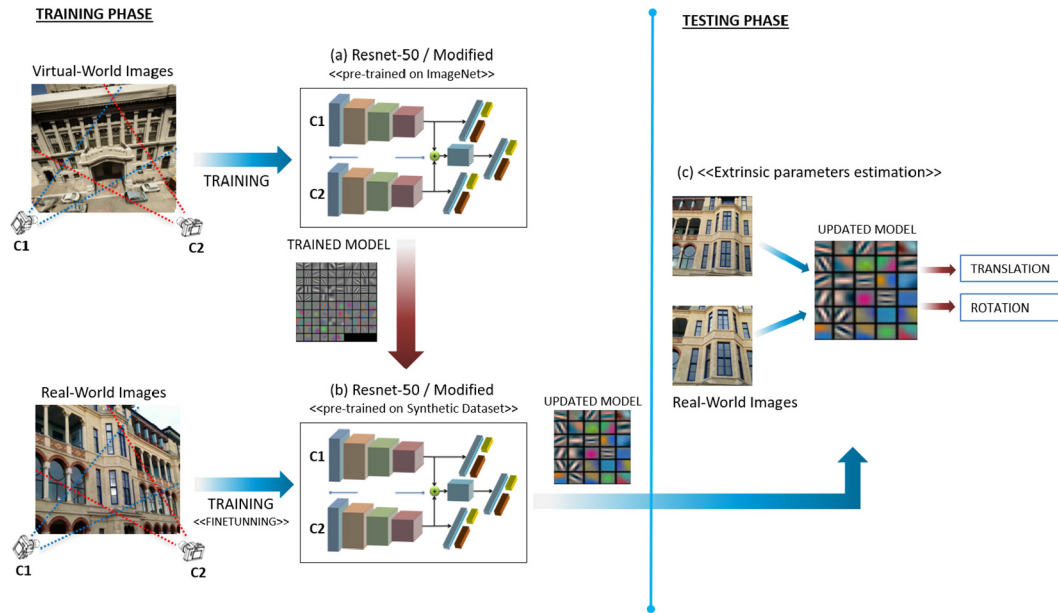 TRAINING PHASE
Virtual-World Images
C1
C2
TRAINING
(a) Resnet-50 / Modified
<<pre-trained on ImageNet>>
C1
C2
TRAINED MODEL
Real-World Images
C1
C2
TRAINING
<<FINETUNNING>>
(b) Resnet-50 / Modified
<<pre-trained on Synthetic Dataset>>
C1
C2
UPDATED MODEL
TESTING PHASE
(c) <<Extrinsic parameters estimation>>
UPDATED MODEL
TRANSLATION
ROTATION
Real-World Images